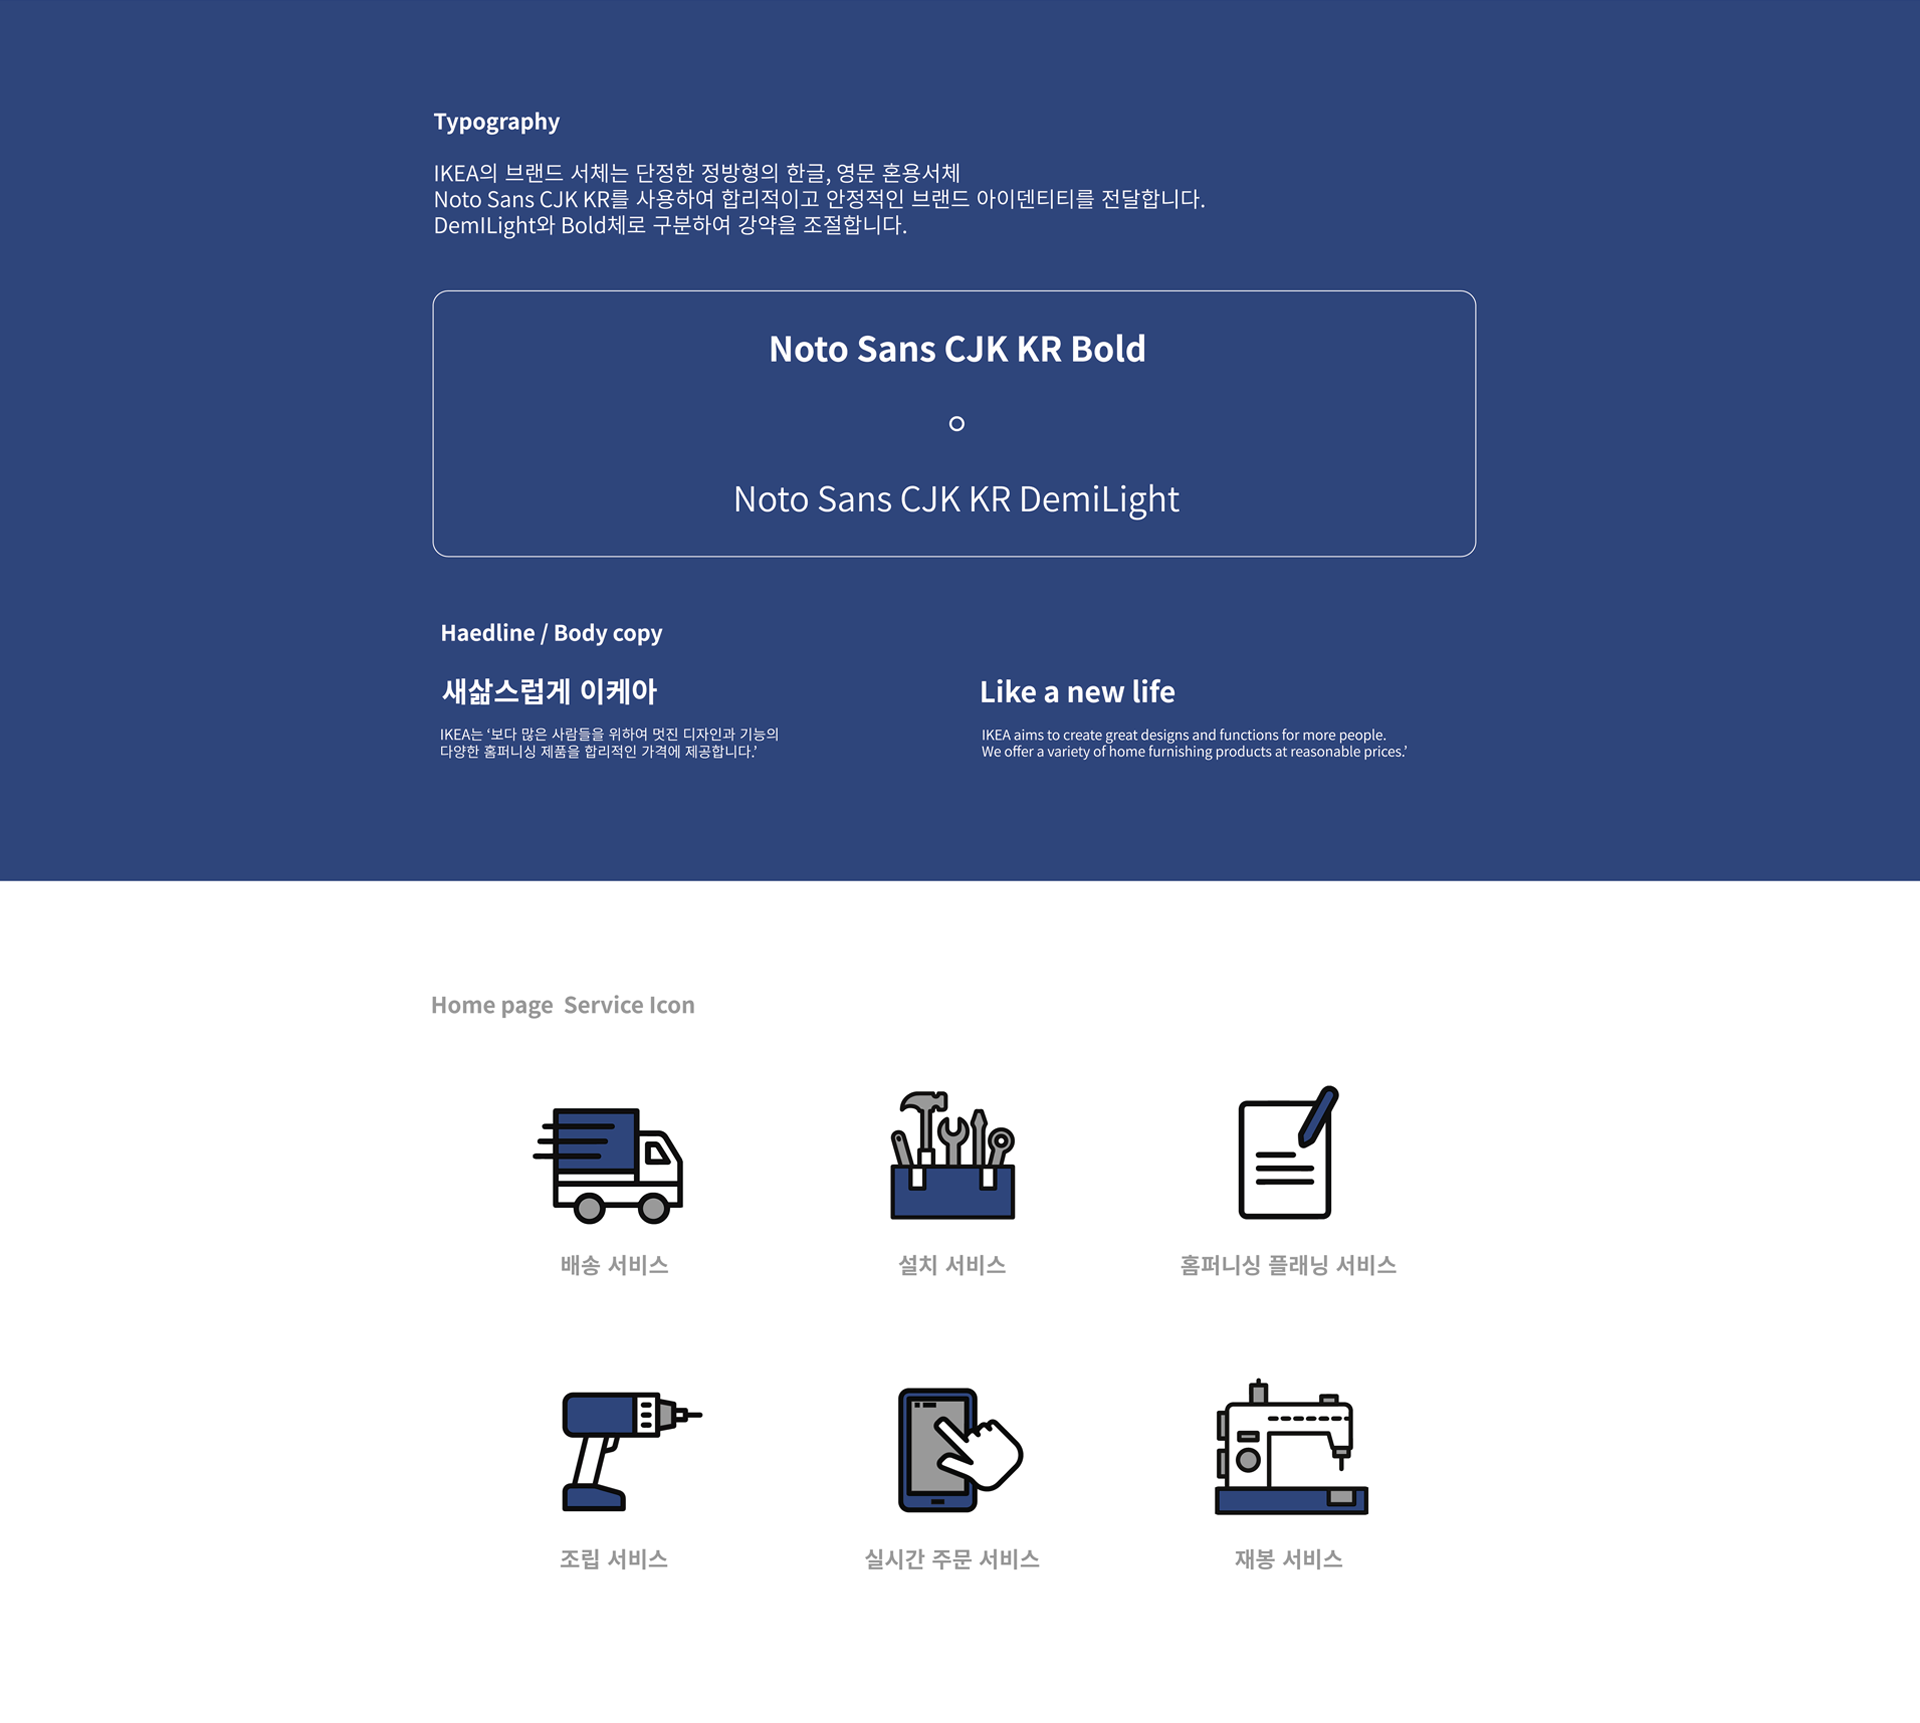 Typography
IKEA의 브랜드 서체는 단정한 정방형의 한글, 영문 혼용서체
Noto Sans CJK KR를 사용하여 합리적이고 안정적인 브랜드 아이덴티티를 전달합니다.
DemILight와 Bold체로 구분하여 강약을 조절합니다.
Noto Sans CJK KR Bold
Noto Sans CJK KR DemiLight
Haedline / Body copy
새삶스럽게 이케아
IKEA는 ‘보다 많은 사람들을 위하여 멋진 디자인과 기능의
다양한 홈퍼니싱 제품을 합리적인 가격에 제공합니다.’
Like a new life
IKEA aims to create great designs and functions for more people.
We offer a variety of home furnishing products at reasonable prices.’
Home page  Service Icon
배송 서비스
설치 서비스
홈퍼니싱 플래닝 서비스
조립 서비스
실시간 주문 서비스
재봉 서비스